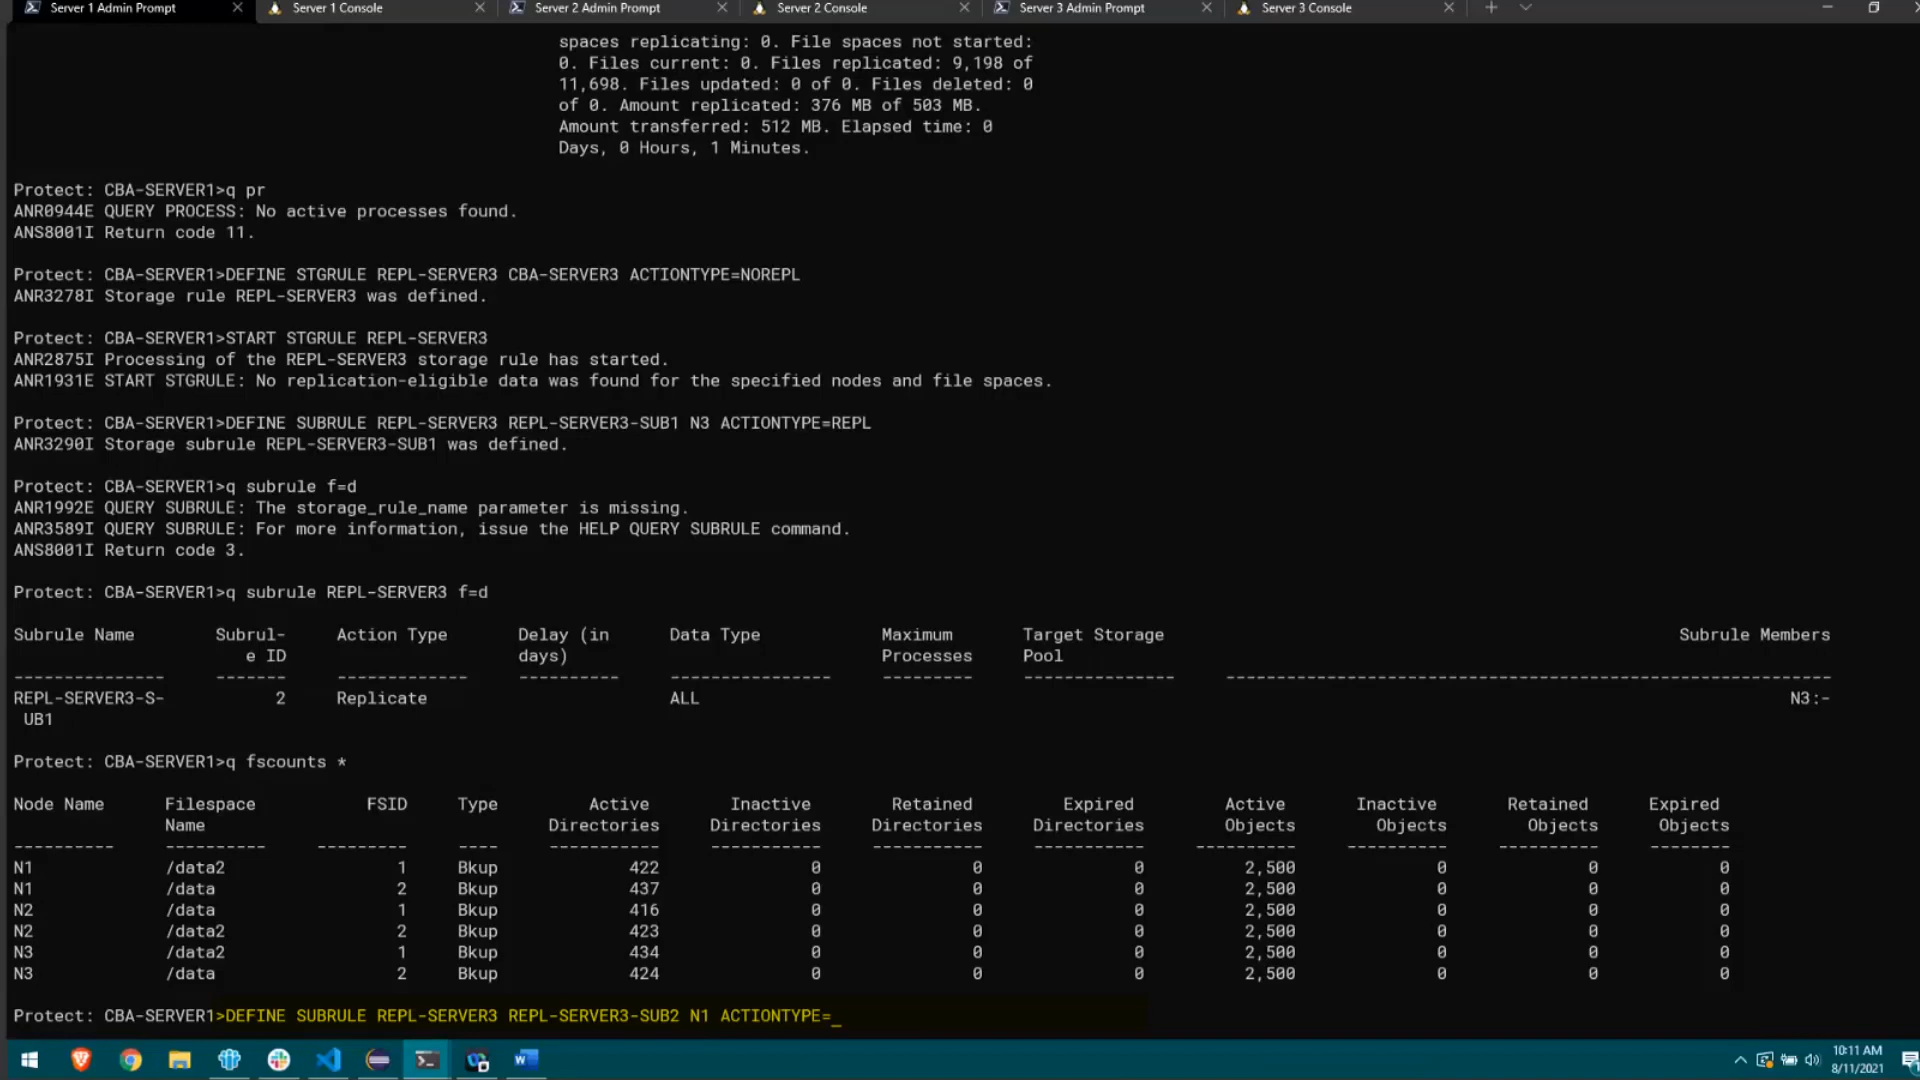 Server 1 Admin Prompt
Server 1 Console
Server 2 Admin Prompt
Server 2 Console
Server 3 Admin Prompt
Server 3 Console
spaces replicating: 0. File spaces not started:
0. Files current: 0. Files replicated: 9,198 of
11,698. Files updated: 0 of 0. Files deleted: 0
of 0. Amount replicated: 376 MB of 503 MB.
Amount transferred: 512 MB. Elapsed time: 0
Days, 0 Hours, 1 Minutes.
Protect: CBA-SERVER1>q pr
ANR0944E QUERY PROCESS: No active processes found.
ANS8001I Return code 11.
Protect: CBA-SERVER1>DEFINE STGRULE REPL-SERVER3 CBA-SERVER3 ACTIONTYPE=NOREPL
ANR3278I Storage rule REPL-SERVER3 was defined.
Protect: CBA-SERVER1>START STGRULE REPL-SERVER3
ANR2875I Processing of the REPL-SERVER3 storage rule has started.
ANR1931E START STGRULE: No replication-eligible data was found for the specified nodes and file spaces.
Protect: CBA-SERVER1>DEFINE SUBRULE REPL-SERVER3 REPL-SERVER3-SUB1 N3 ACTIONTYPE=REPL
ANR3290I Storage subrule REPL-SERVER3-SUB1 was defined.
Protect: CBA-SERVER1>q subrule f=d
ANR1992E QUERY SUBRULE: The storage_rule_name parameter is missing.
ANR3589I QUERY SUBRULE: For more information, issue the HELP QUERY SUBRULE command.
ANS8001I Return code 3.
Protect: CBA-SERVER1>q subrule REPL-SERVER3 f=d
Subrule Name Subrul- Action Type Delay (in Data Type Maximum Target Storage Subrule Members
e ID days) Processes Pool
--------------- ------- ------------- ---------- ---------------- --------- --------------- ------------------------------------------------------------
REPL-SERVER3-S- 2 Replicate ALL N3:-
UB1
Protect: CBA-SERVER1>q fscounts *
Node Name Filespace FSID Type Active Inactive Retained Expired Active Inactive Retained Expired
Name Directories Directories Directories Directories Objects Objects Objects Objects
---------- ---------- --------- ---- ----------- ----------- ----------- ----------- ---------- ---------- ---------- --------
N1 /data2 1 Bkup 422 0 0 0 2,500 0 0 0
N1 /data 2 Bkup 437 0 0 0 2,500 0 0 0
N2 /data 1 Bkup 416 0 0 0 2,500 0 0 0
N2 /data2 2 Bkup 423 0 0 0 2,500 0 0 0
N3 /data2 1 Bkup 434 0 0 0 2,500 0 0 0
N3 /data 2 Bkup 424 0 0 0 2,500 0 0 0
Protect: CBA-SERVER1>DEFINE SUBRULE REPL-SERVER3 REPL-SERVER3-SUB2 N1 ACTIONTYPE=_
10:11 AM
8/11/2021